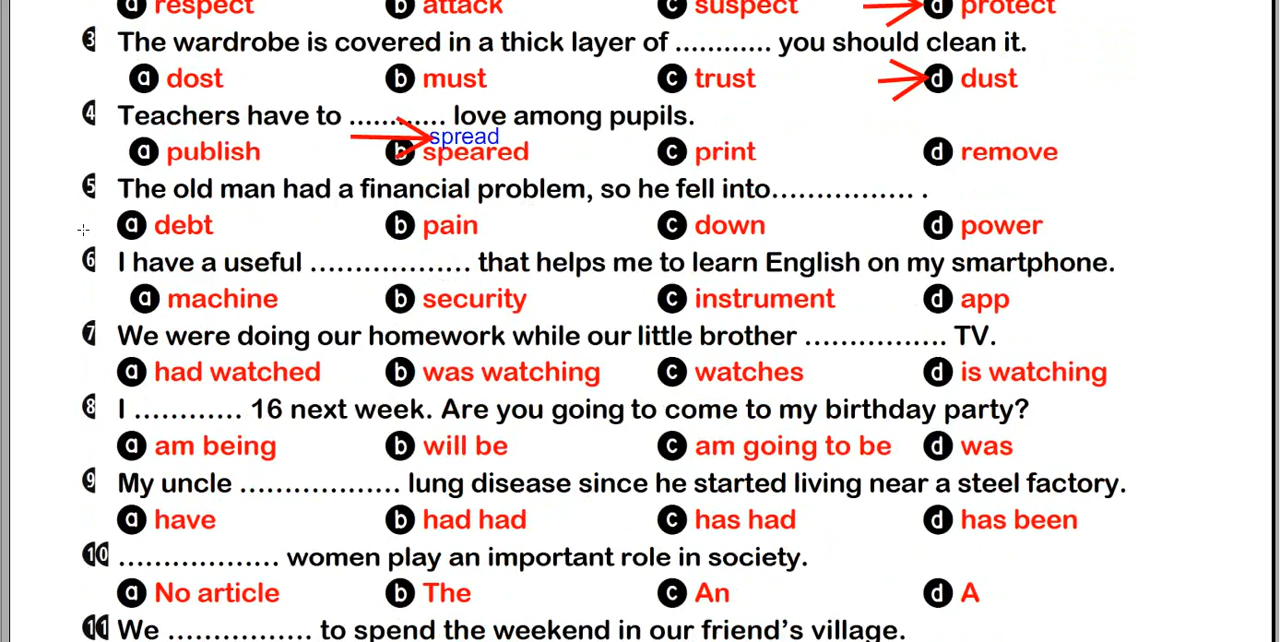 a respect b attack c suspect d protect
3 The wardrobe is covered in a thick layer of ………… you should clean it.
a dost b must c trust d dust
4 Teachers have to ………… love among pupils.
spread
a publish b speared c print d remove
5 The old man had a financial problem, so he fell into……………. .
a debt b pain c down d power
6 I have a useful ……………… that helps me to learn English on my smartphone.
a machine b security c instrument d app
7 We were doing our homework while our little brother ……………. TV.
a had watched b was watching c watches d is watching
8 I ………… 16 next week. Are you going to come to my birthday party?
a am being b will be c am going to be d was
9 My uncle ……………… lung disease since he started living near a steel factory.
a have b had had c has had d has been
10 ……………… women play an important role in society.
a No article b The c An d A
11 We ……………. to spend the weekend in our friend’s village.